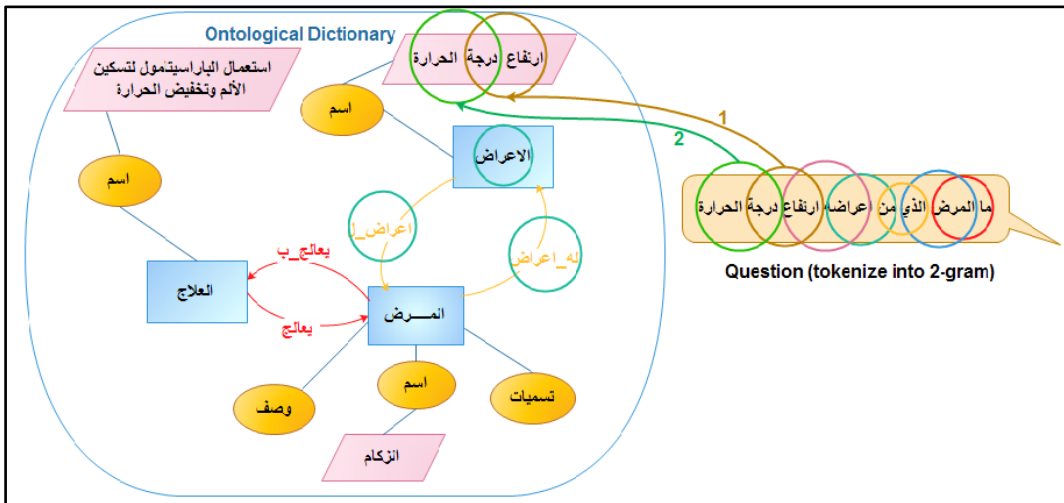 Ontological Dictionary
ارتفاع درجة الحرارة
استعمال الباراسيتامول لتسكين
الألم وتخفيض الحرارة
اسم
1
2
الاعراض
اسم
ما المرض الذي من اعراضه ارتفاع درجة الحرارة
اعراض_ل
له_اعراض
يعالج_ب
Question (tokenize into 2-gram)
العلاج
المـــرض
يعالج
اسم
تسميات
وصف
الزكام